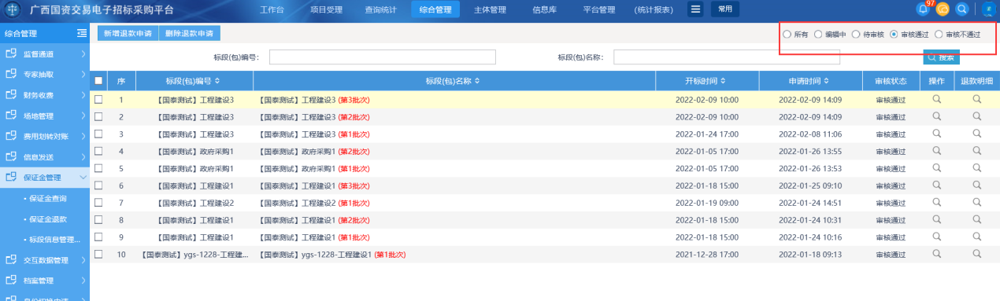 广西国资交易电子招标采购平台 工作台 项目受理 查询统计 综合管理 主体管理 信息库 平台管理 (统计报表) 常用 97
综合管理 新增退款申请 删除退款申请 所有 编辑中 待审核 审核通过 审核不通过
监督通道
标段(包)编号: 标段(包)名称: 搜索
专家抽取
序 标段(包)编号 标段(包)名称 开标时间 申请时间 审核状态 操作 退款明细
财务收费
1 【国泰测试】工程建设3 【国泰测试】工程建设3 (第3批次) 2022-02-09 10:00 2022-02-09 14:09 审核通过
场地管理
2 【国泰测试】工程建设3 【国泰测试】工程建设3 (第2批次) 2022-02-09 10:00 2022-02-09 14:09 审核通过
费用划转对账
3 【国泰测试】工程建设3 【国泰测试】工程建设3 (第1批次) 2022-01-24 17:00 2022-02-08 11:06 审核通过
信息发送
4 【国泰测试】政府采购1 【国泰测试】政府采购1 (第2批次) 2022-01-05 17:00 2022-01-26 13:55 审核通过
保证金管理
5 【国泰测试】政府采购1 【国泰测试】政府采购1 (第1批次) 2022-01-05 17:00 2022-01-26 13:53 审核通过
6 【国泰测试】工程建设1 【国泰测试】工程建设1 (第3批次) 2022-01-18 15:00 2022-01-25 09:10 审核通过
• 保证金查询
7 【国泰测试】工程建设2 【国泰测试】工程建设2 (第1批次) 2022-01-19 09:00 2022-01-24 14:51 审核通过
• 保证金退款
8 【国泰测试】工程建设1 【国泰测试】工程建设1 (第2批次) 2022-01-18 15:00 2022-01-24 10:31 审核通过
• 标段信息管理...
9 【国泰测试】工程建设1 【国泰测试】工程建设1 (第1批次) 2022-01-18 15:00 2022-01-24 10:16 审核通过
交互数据管理
10 【国泰测试】ygs-1228-工程建... 【国泰测试】ygs-1228-工程建设1 (第1批次) 2021-12-28 17:00 2022-01-18 09:13 审核通过
档案管理